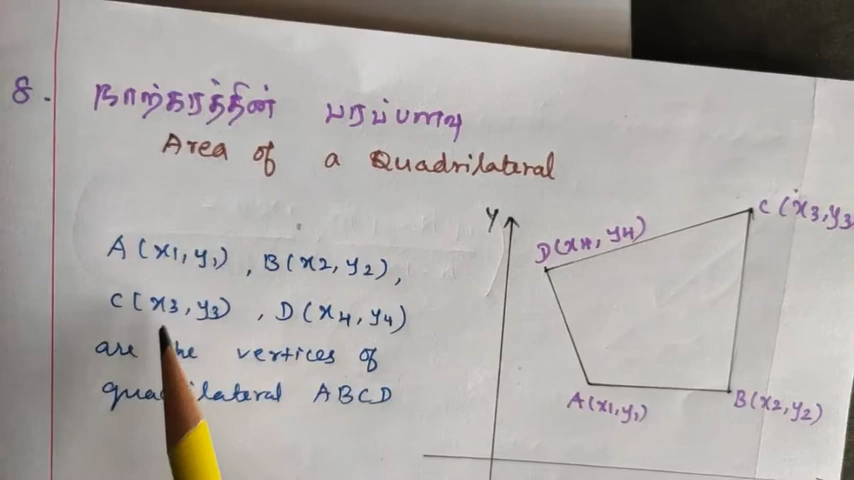 8. நாற்கரத்தின் பரப்பளவு
Area of a Quadrilateral
A(x1,y1), B(x2,y2),
C(x3,y3), D(x4,y4)
are the vertices of
quadrilateral ABCD
Y
C(x3,y3
D(x4,y4)
A(x1,y1)
B(x2,y2)